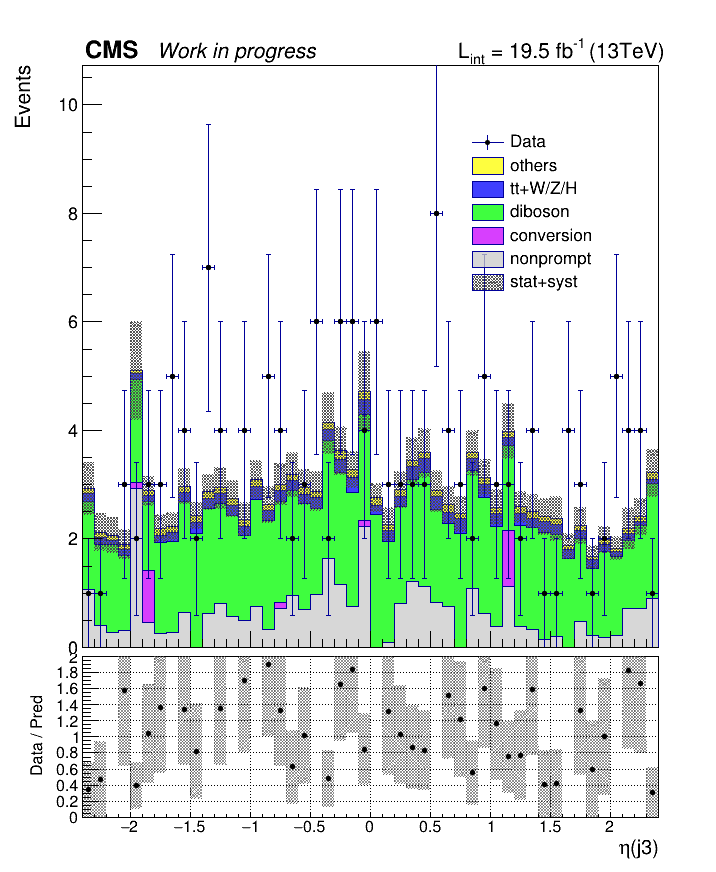 CMS Work in progress L_int = 19.5 fb^-1 (13TeV)
Events
10
8
6
4
2
0
Data
others
tt+W/Z/H
diboson
conversion
nonprompt
stat+syst
Data / Pred
2
1.8
1.6
1.4
1.2
1
0.8
0.6
0.4
0.2
0
−2 −1.5 −1 −0.5 0 0.5 1 1.5 2
η(j3)